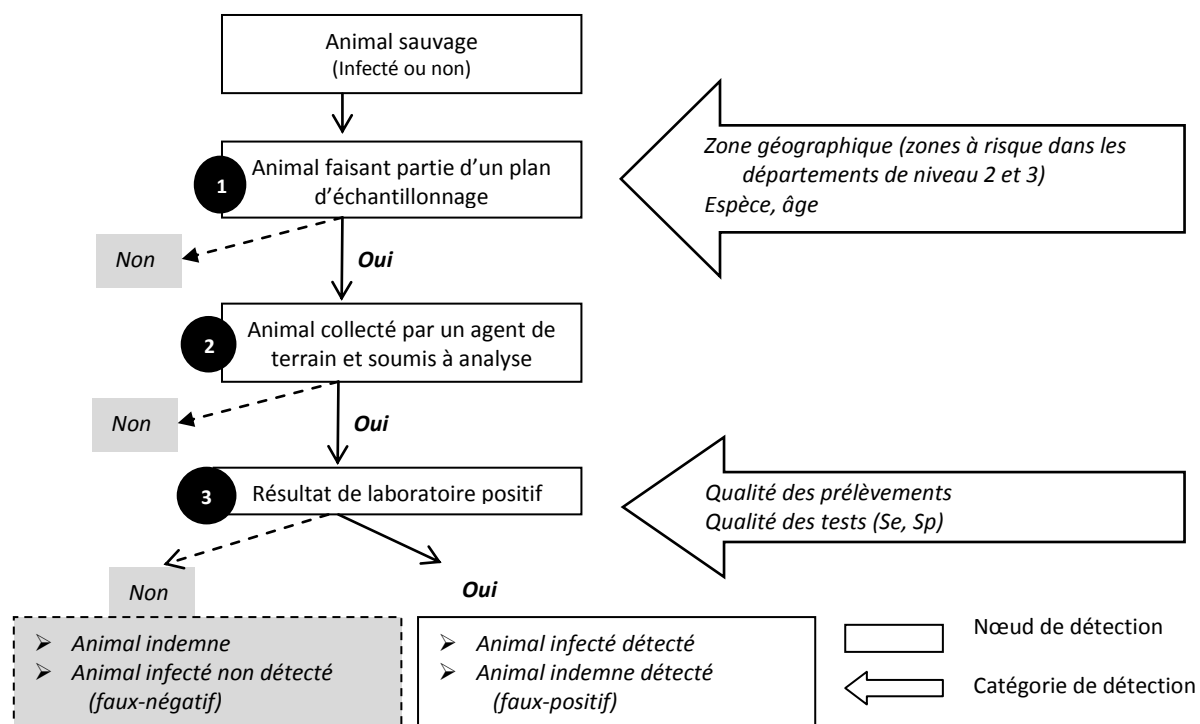 Animal sauvage
(Infecté ou non)
1
Animal faisant partie d'un plan
d'échantillonnage
Zone géographique (zones à risque dans les
départements de niveau 2 et 3)
Espèce, âge
Non
Oui
2
Animal collecté par un agent de
terrain et soumis à analyse
Non
Oui
3
Résultat de laboratoire positif
Qualité des prélèvements
Qualité des tests (Se, Sp)
Non
Oui
➢ Animal indemne
➢ Animal infecté non détecté
(faux-négatif)
➢ Animal infecté détecté
➢ Animal indemne détecté
(faux-positif)
Nœud de détection
Catégorie de détection